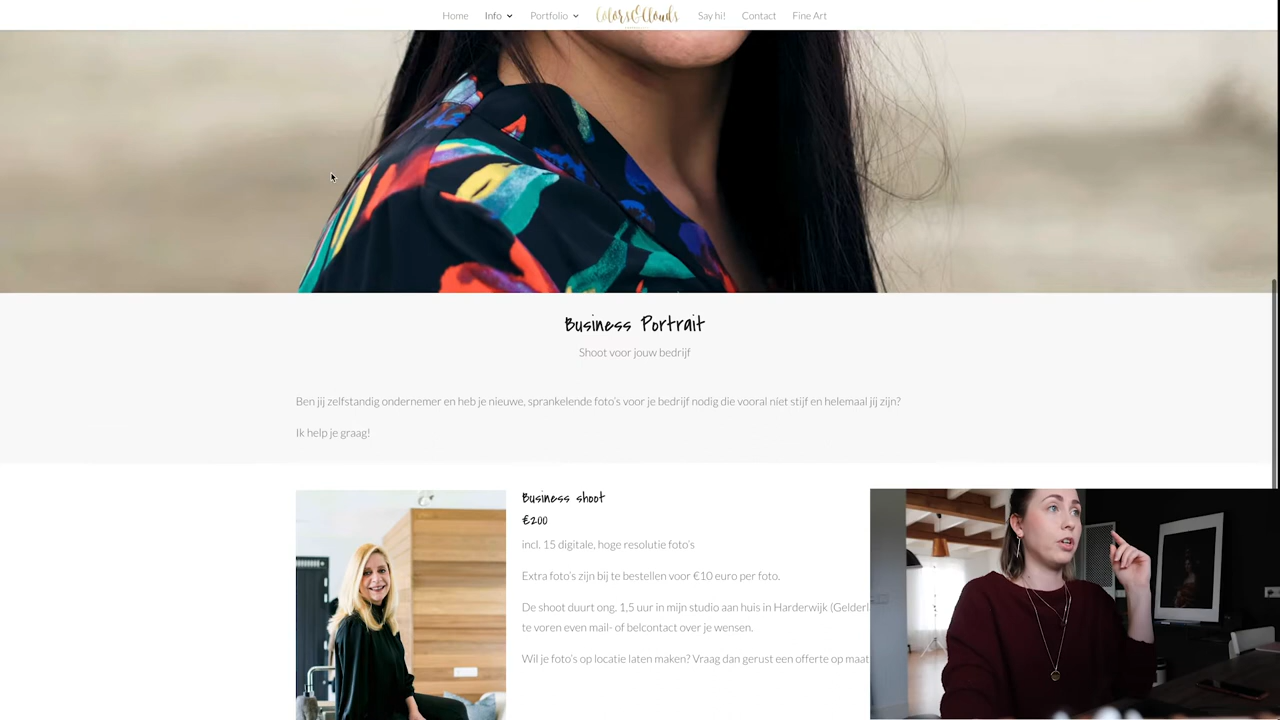 Home Info Portfolio Colors&Clouds Say hi! Contact Fine Art
Business Portrait
Shoot voor jouw bedrijf
Ben jij zelfstandig ondernemer en heb je nieuwe, sprankelende foto's voor je bedrijf nodig die vooral niet stijf en helemaal jij zijn?
Ik help je graag!
Business shoot
€200
incl. 15 digitale, hoge resolutie foto's
Extra foto's zijn bij te bestellen voor €10 euro per foto.
De shoot duurt ong. 1,5 uur in mijn studio aan huis in Harderwijk (Gelderl
te voren even mail- of belcontact over je wensen.
Wil je foto's op locatie laten maken? Vraag dan gerust een offerte op maat